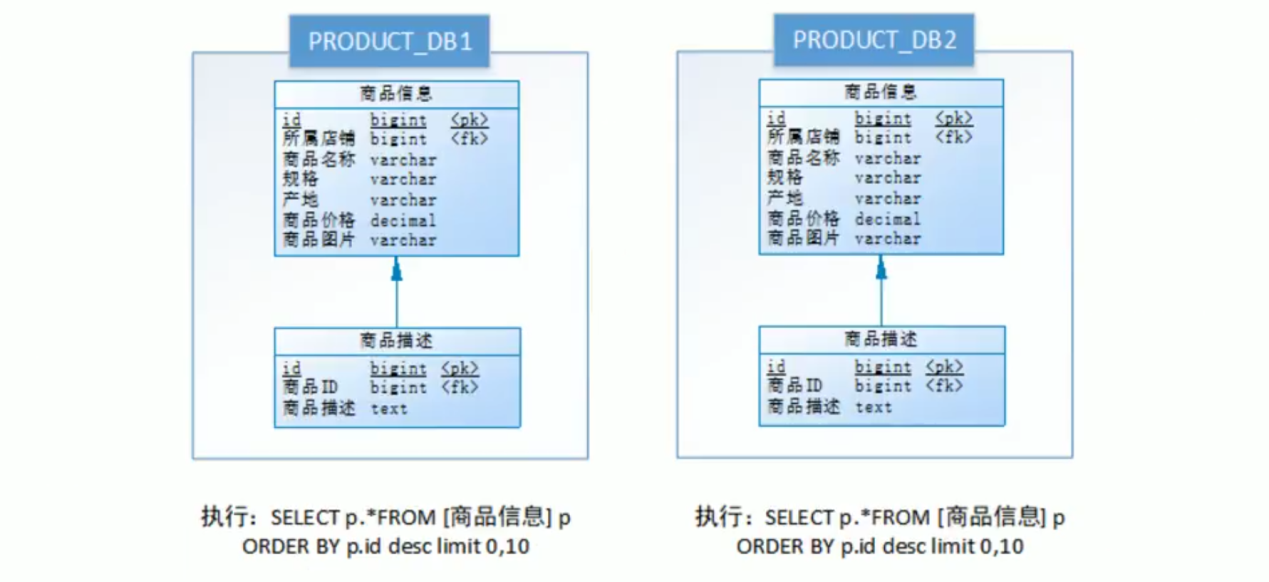 PRODUCT_DB1
商品信息
id bigint <pk>
所属店铺 bigint <fk>
商品名称 varchar
规格 varchar
产地 varchar
商品价格 decimal
商品图片 varchar
商品描述
id bigint <pk>
商品ID bigint <fk>
商品描述 text
执行：SELECT p.*FROM [商品信息] p
ORDER BY p.id desc limit 0,10
PRODUCT_DB2
商品信息
id bigint <pk>
所属店铺 bigint <fk>
商品名称 varchar
规格 varchar
产地 varchar
商品价格 decimal
商品图片 varchar
商品描述
id bigint <pk>
商品ID bigint <fk>
商品描述 text
执行：SELECT p.*FROM [商品信息] p
ORDER BY p.id desc limit 0,10